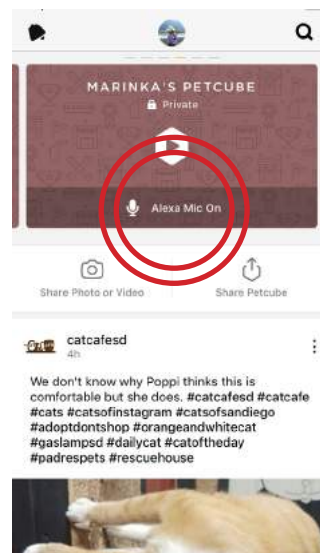 MARINKA'S PETCUBE
Private
Alexa Mic On
Share Photo or Video
Share Petcube
catcafesd
4h
We don't know why Poppi thinks this is
comfortable but she does. #catcafesd #catcafe
#cats #catsofinstagram #catsofsandiego
#adoptdontshop #orangeandwhitecat
#gaslampsd #dailycat #catoftheday
#padrespets #rescuehouse